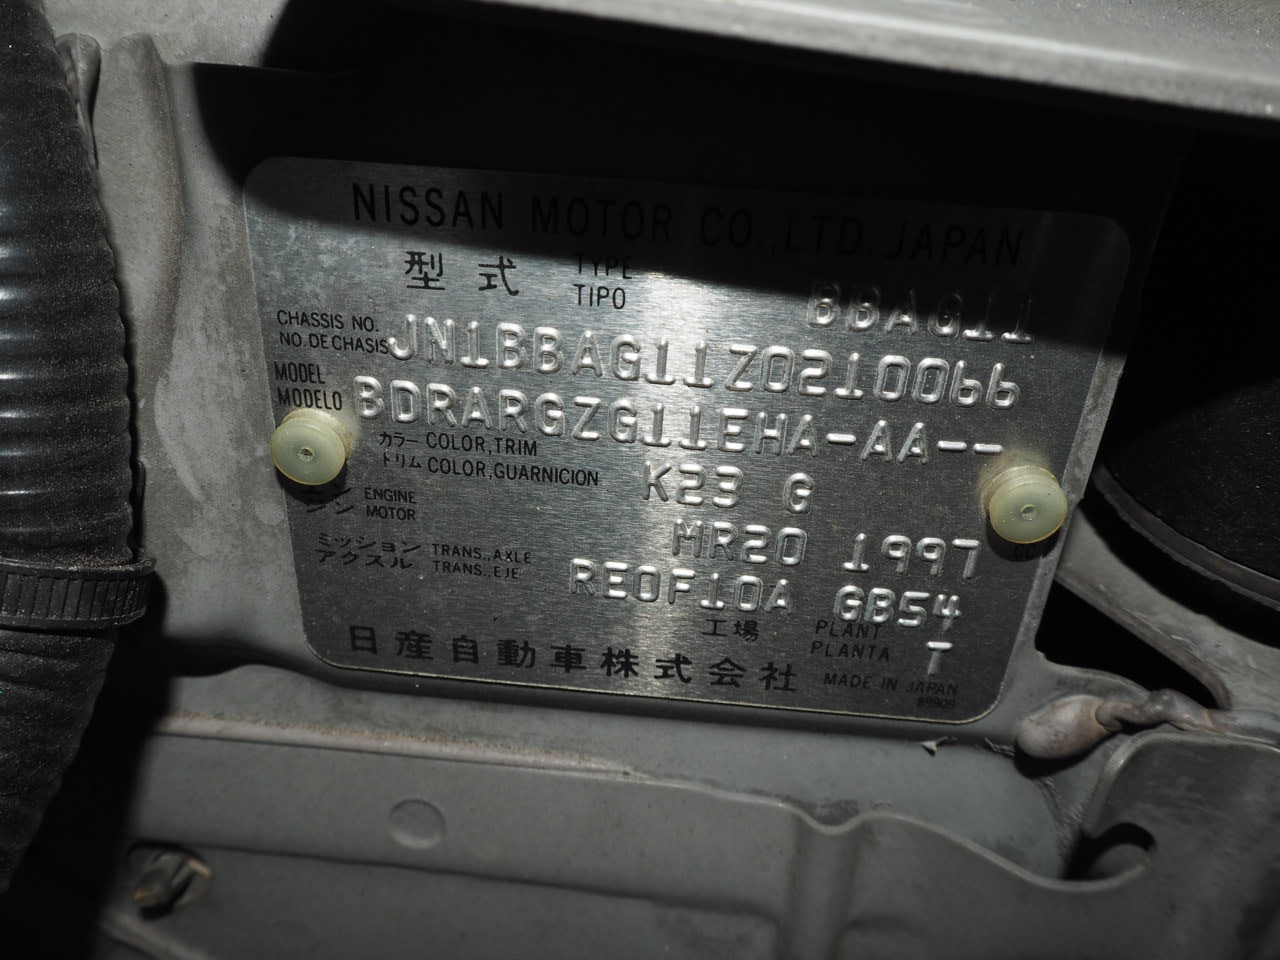 NISSAN MOTOR CO.,LTD.JAPAN
型式 TYPE
TIPO
BBAG11
CHASSIS NO.
NO.DE CHASIS
JN1BBAG11Z0210066
MODEL
MODELO
BDRARGZG11EHA-AA--
カラー COLOR,TRIM
トリム COLOR,GUARNICION
K23 G
ENGINE
MOTOR
MR20 1997
CC
ミッション TRANS.,AXLE
アクスル TRANS.,EJE
RE0F10A GB54
工場 PLANT
PLANTA
T
日産自動車株式会社
MADE IN JAPAN